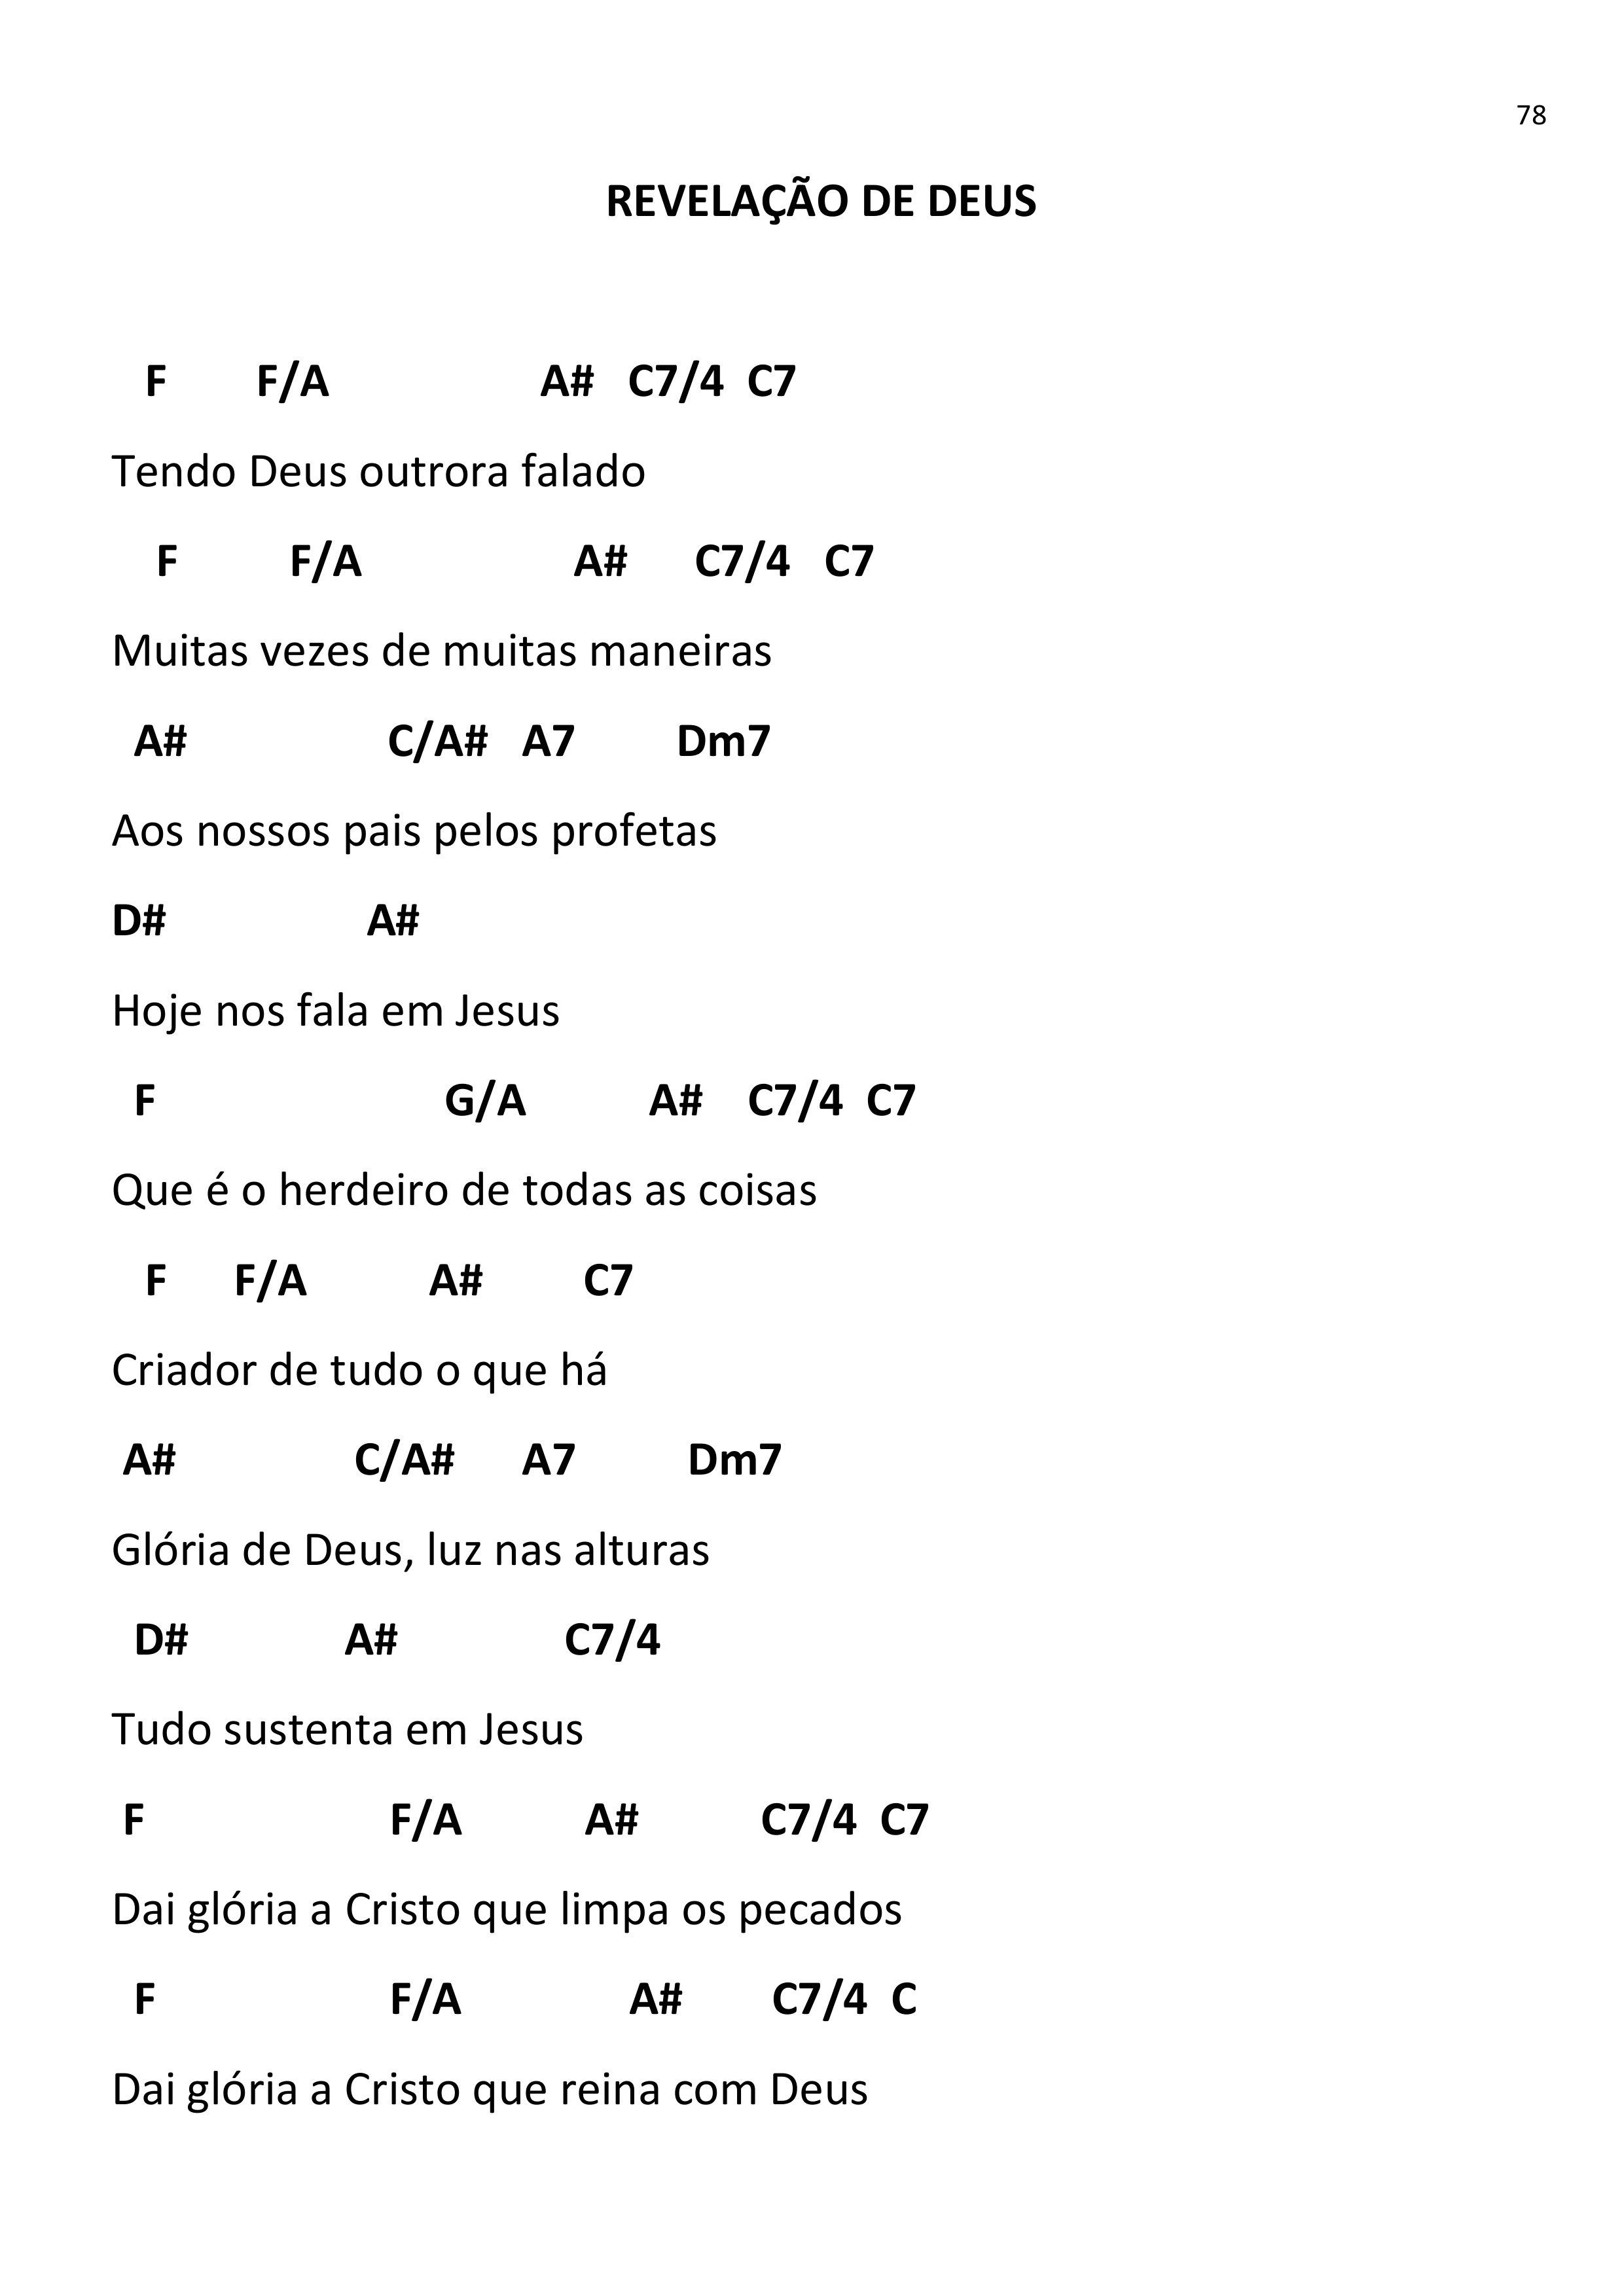 78
REVELAÇÃO DE DEUS
F F/A A# C7/4 C7
Tendo Deus outrora falado
F F/A A# C7/4 C7
Muitas vezes de muitas maneiras
A# C/A# A7 Dm7
Aos nossos pais pelos profetas
D# A#
Hoje nos fala em Jesus
F G/A A# C7/4 C7
Que é o herdeiro de todas as coisas
F F/A A# C7
Criador de tudo o que há
A# C/A# A7 Dm7
Glória de Deus, luz nas alturas
D# A# C7/4
Tudo sustenta em Jesus
F F/A A# C7/4 C7
Dai glória a Cristo que limpa os pecados
F F/A A# C7/4 C
Dai glória a Cristo que reina com Deus